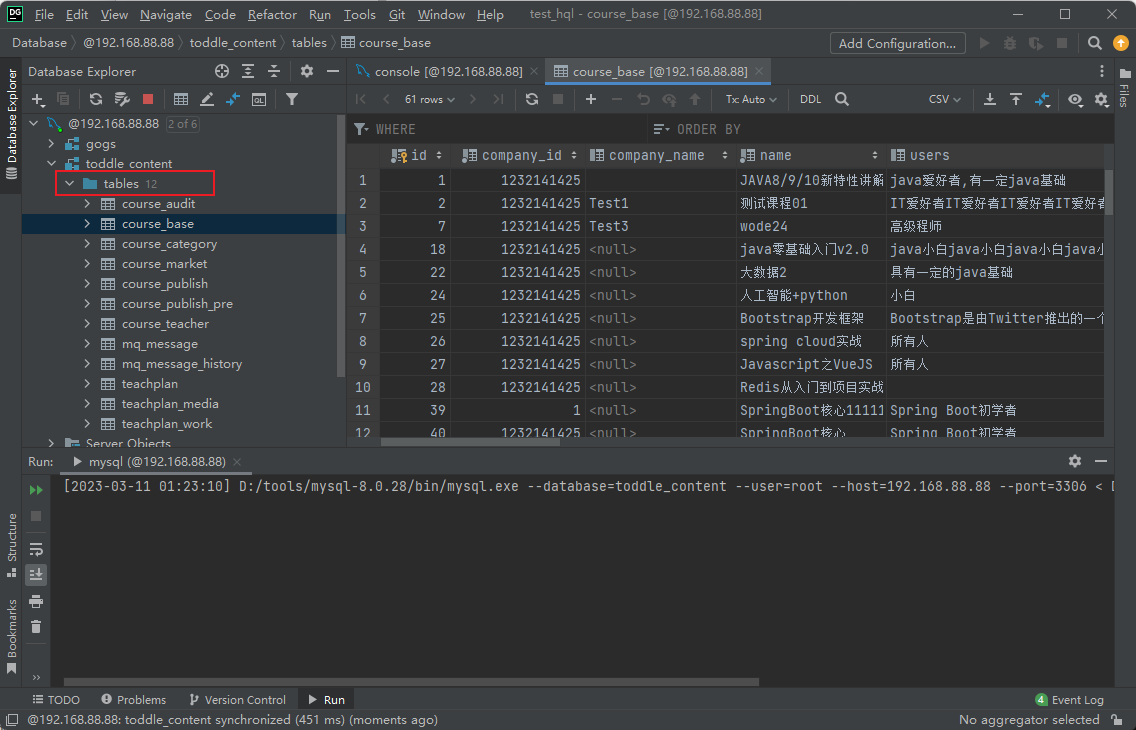 DG File Edit View Navigate Code Refactor Run Tools Git Window Help test_hql - course_base [@192.168.88.88]
Database @192.168.88.88 toddle_content tables course_base Add Configuration...
Database Explorer
console [@192.168.88.88] course_base [@192.168.88.88]
61 rows Tx: Auto DDL CSV
@192.168.88.88 2 of 6
gogs
toddle_content
tables 12
course_audit
course_base
course_category
course_market
course_publish
course_publish_pre
course_teacher
mq_message
mq_message_history
teachplan
teachplan_media
teachplan_work
Server Objects
WHERE ORDER BY
id company_id company_name name users
1 1 1232141425 JAVA8/9/10新特性讲解 java爱好者,有一定java基础
2 2 1232141425 Test1 测试课程01 IT爱好者IT爱好者IT爱好者IT爱好者
3 7 1232141425 Test3 wode24 高级程师
4 18 1232141425 <null> java零基础入门v2.0 java小白java小白java小白java小
5 22 1232141425 <null> 大数据2 具有一定的java基础
6 24 1232141425 <null> 人工智能+python 小白
7 25 1232141425 <null> Bootstrap开发框架 Bootstrap是由Twitter推出的一个
8 26 1232141425 <null> spring cloud实战 所有人
9 27 1232141425 <null> Javascript之VueJS 所有人
10 28 1232141425 <null> Redis从入门到项目实战
11 39 1 <null> SpringBoot核心11111 Spring Boot初学者
12 40 1232141425 <null> SpringBoot核心 Spring Boot初学者
Run: mysql (@192.168.88.88)
[2023-03-11 01:23:10] D:/tools/mysql-8.0.28/bin/mysql.exe --database=toddle_content --user=root --host=192.168.88.88 --port=3306 < D
Database Explorer
Structure
Bookmarks
Files
TODO Problems Version Control Run 4 Event Log
@192.168.88.88: toddle_content synchronized (451 ms) (moments ago) No aggregator selected